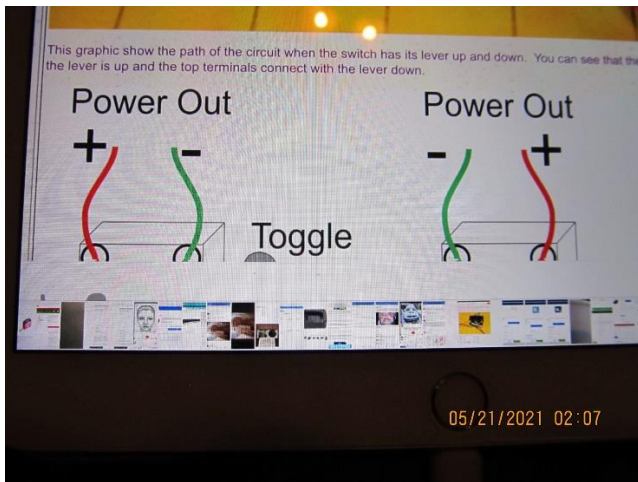 This graphic show the path of the circuit when the switch has its lever up and down. You can see that the
the lever is up and the top terminals connect with the lever down.
Power Out Power Out
+ - - +
Toggle
05/21/2021 02:07